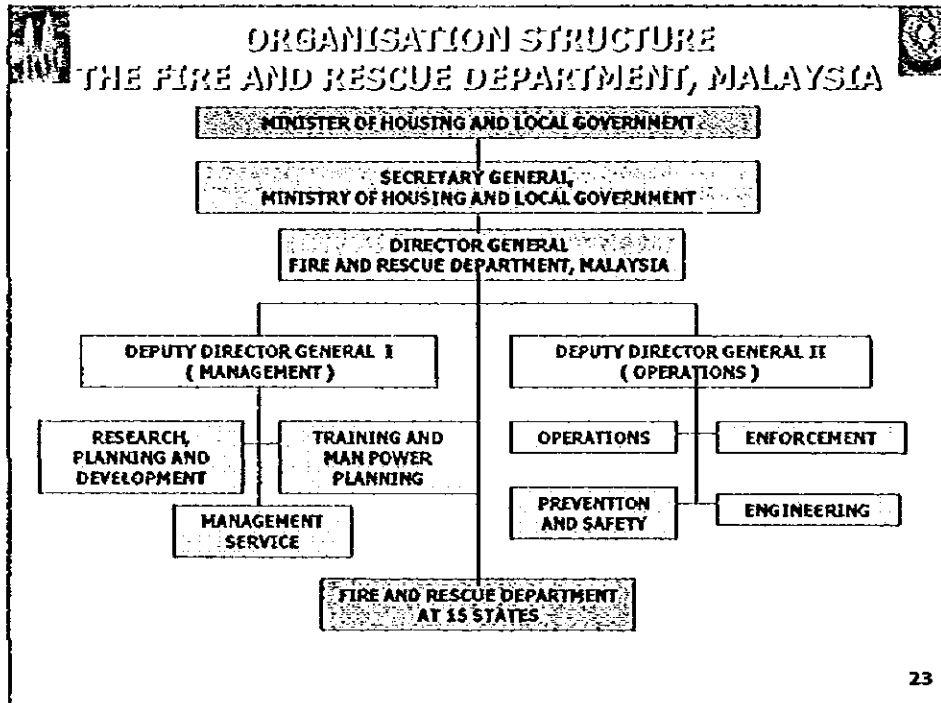 ORGANISATION STRUCTURE
THE FIRE AND RESCUE DEPARTMENT, MALAYSIA
MINISTER OF HOUSING AND LOCAL GOVERNMENT
SECRETARY GENERAL,
MINISTRY OF HOUSING AND LOCAL GOVERNMENT
DIRECTOR GENERAL
FIRE AND RESCUE DEPARTMENT, MALAYSIA
DEPUTY DIRECTOR GENERAL I
( MANAGEMENT )
DEPUTY DIRECTOR GENERAL II
( OPERATIONS )
RESEARCH,
PLANNING AND
DEVELOPMENT
TRAINING AND
MAN POWER
PLANNING
MANAGEMENT
SERVICE
OPERATIONS
ENFORCEMENT
PREVENTION
AND SAFETY
ENGINEERING
FIRE AND RESCUE DEPARTMENT
AT 15 STATES
23